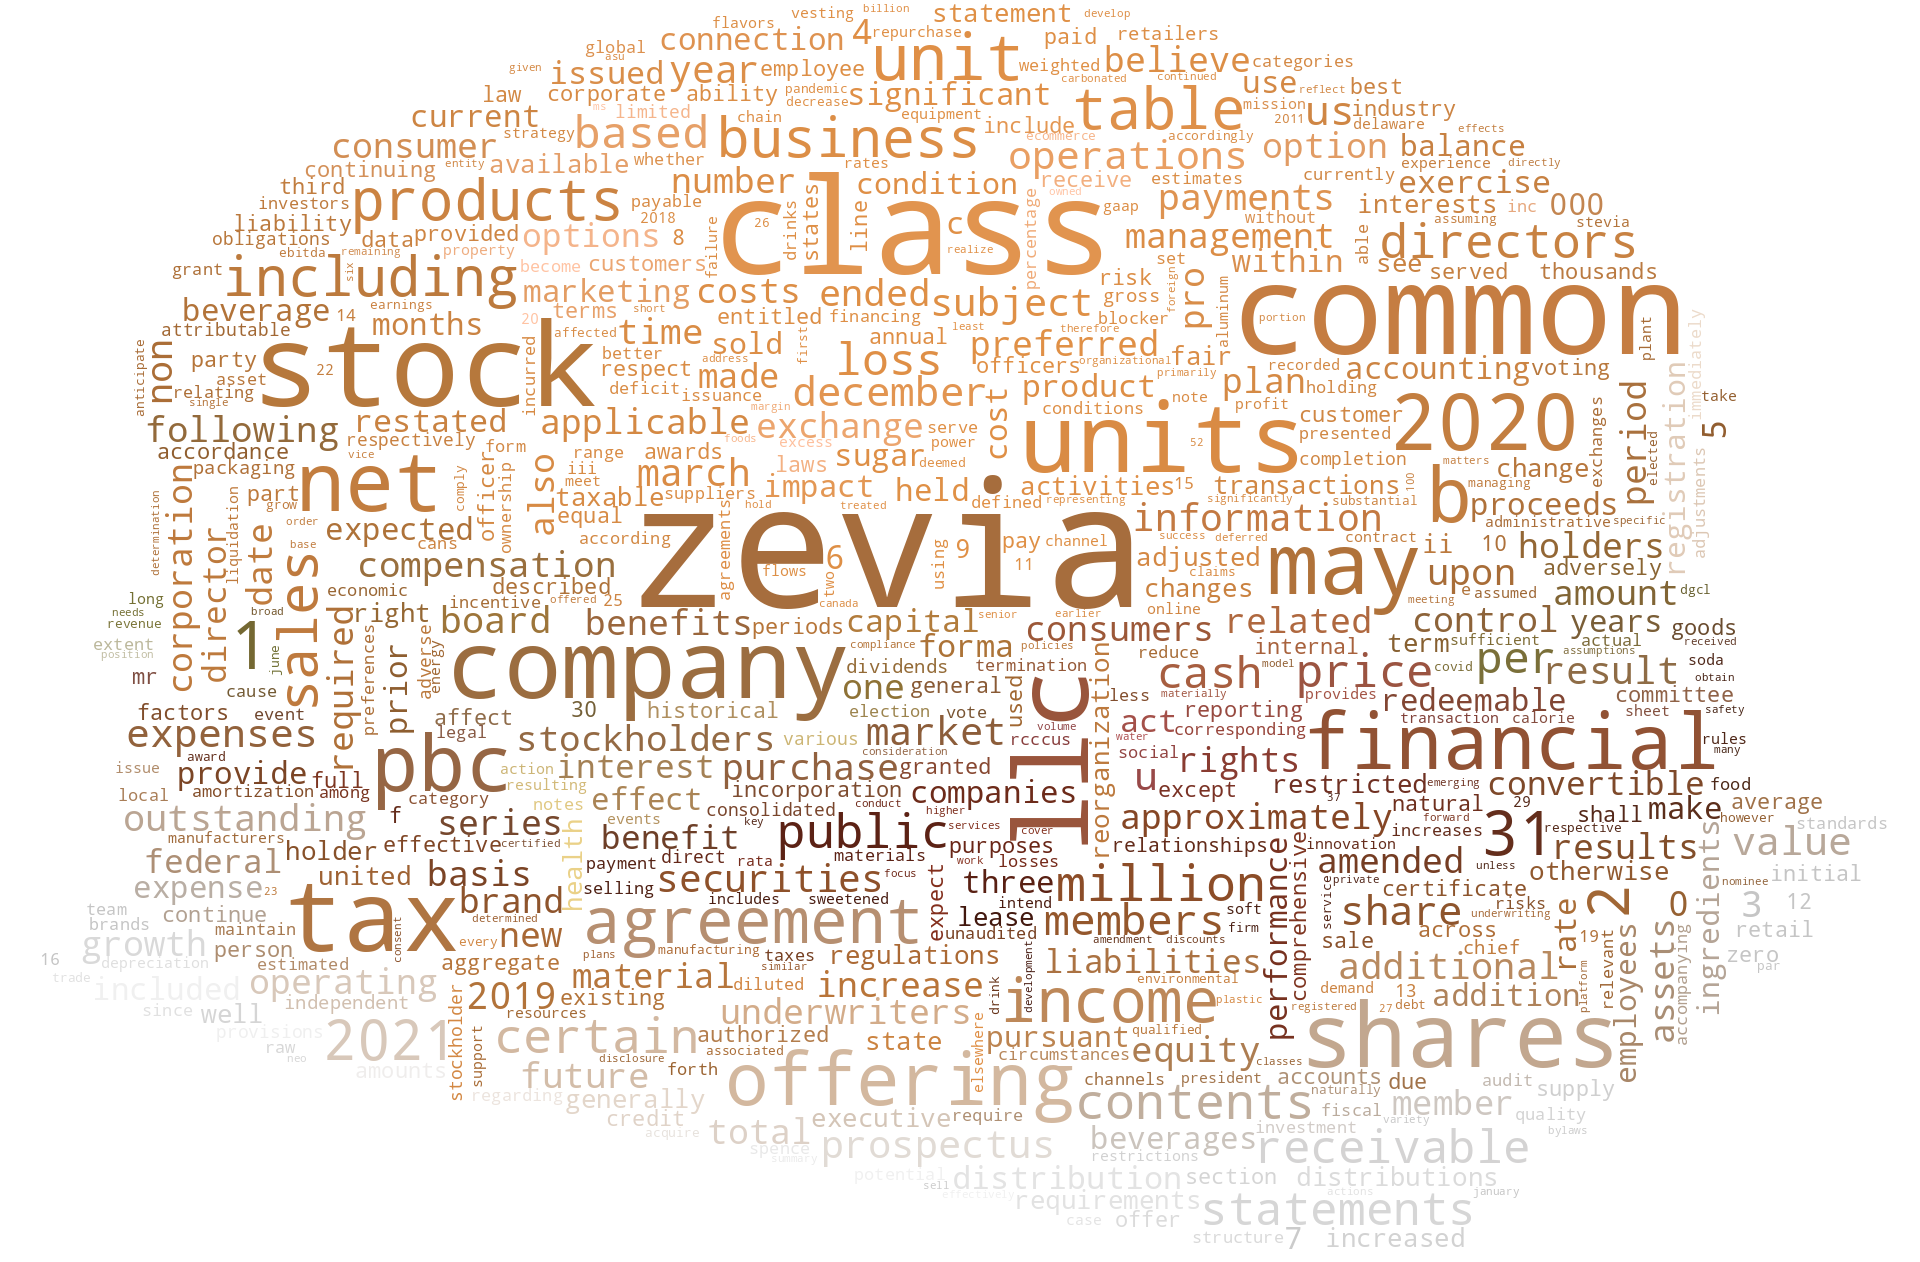 vesting billion statement develop
flavors connection 4 repurchase unit paid retailers
global asu issued year employee weighted believe categories
given law corporate ability pandemic significant carbonated continued use reflect best
ms limited decrease table mission us industry
current strategy based chain business equipment include ecommerce accordingly 2011 delaware effects
consumer continuing entity available whether rates operations option balance experience directly
third investors products number class condition receive estimates payments currently exercise
liability payable 2018 26 states line c owned gaap without interests inc 000 assuming stevia
obligations data provided options 8 failure drinks realize percentage management able directors
ebitda remaining property become customers set within see served thousands
grant including six marketing costs ended subject risk gross foreign pro common portion
beverage 14 earnings terms short 20 affected time entitled financing least therefore blocker aluminum
attributable months stock better sold first annual preferred officers organizational fair recorded accounting voting plant immediately
non party respect address loss primarily holding
relating asset 22 incurred deficit issuance made december product plan
anticipate single following restated applicable margin exchange cost conditions note profit customer 2020 period registration take 5
accordance respectively form range awards foods excess serve power units presented exchanges elected
packaging vice iii meet march laws sugar deemed 52 completion matters change
corporation part net comply officer also taxable suppliers impact held activities 15 transactions 100 managing b proceeds
grow order ownership equal hold treated defined representing significantly substantial administrative specific
determination liquidation date expected cans according agreements zevia information contract ii 10 holders adjustments
director base compensation flows two 6 using 9 pay 11 channel success deferred adjusted claims may upon adversely
long economic described 25 canada changes e assumed amount dgcl
needs revenue 1 broad sales right incentive offered board benefits periods capital senior earlier online meeting control years goods
extent position june required preferences adverse energy prior company compliance forma policies consumers related internal term sufficient actual received
mr cause dividends termination reduce model covid assumptions per result soda
factors event affect one general used less materially cash price provides redeemable committee obtain
expenses legal 30 historical election vote llc volume reorganization act reporting corresponding transaction calorie sheet safety
award stockholders various market consideration rcccus water social rights financial rules many
issue provide full pbc action resulting interest purchase granted u except restricted emerging convertible food
local amortization among category notes effect incorporation conduct companies 37 natural 29 shall make average however
outstanding f series events consolidated higher approximately increases forward 31 respective standards
manufacturers holder effective certified health benefit key public services cover purposes relationshipsc innovation results value
federal united basis payment direct rata materials work losses amended unless otherwise
expense 23 selling securities focus three million performance comprehensive private certificate ingredients nominee initial
team brands continue tax brand determined includes sweetened expect lease intend members soft firm service share risks underwriting 2 0 3 12
growth maintain person consent every new agreement unaudited amendment discounts sale across chief rate employees retail
16 depreciation estimated aggregate plans manufacturing taxes regulations liabilities 19 relevant assets accompanying zero
trade included operating material similar diluted increase drink development environmental additional demand 13 addition platform par
since well independent stockholder 2019 existing underwriters income plastic registered 27 debt
provisions 2021 resources certain authorized state pursuant qualified shares
raw neo support disclosure associated elsewhere circumstances equity classes
amounts future forth offering channels president accounts due audit supply
regarding generally contents naturally member
credit executive require fiscal variety quality
acquire total prospectus beverages investment bylaws
spence summary restrictions receivable
potential distribution section distributions
sell effectively requirements actions january
case offer statements
structure 7 increased